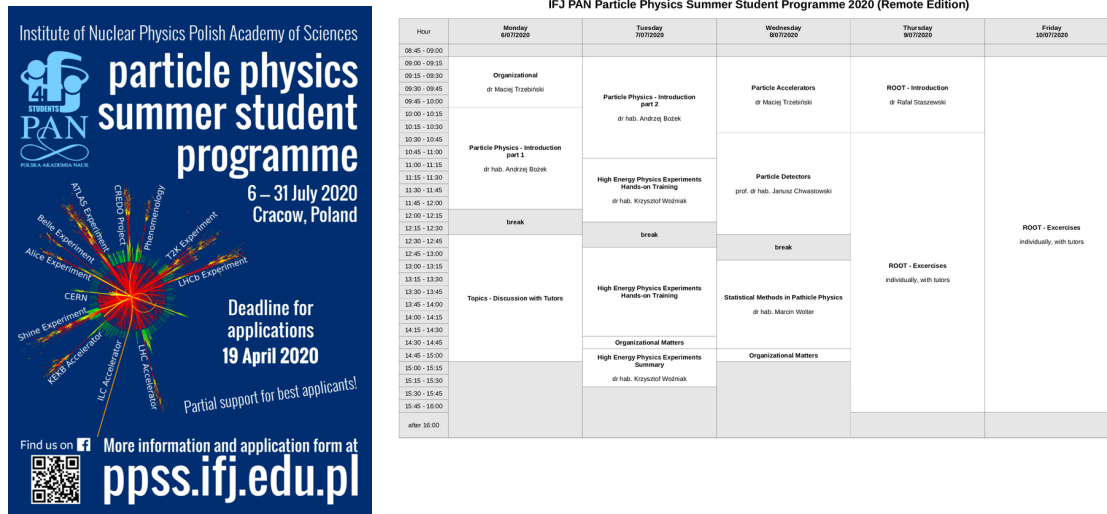 Institute of Nuclear Physics Polish Academy of Sciences
4
STUDENTS
PAN
POLSKA AKADEMIA NAUK
particle physics
summer student
programme
6 – 31 July 2020
Cracow, Poland
ATLAS Experiment
CREDO Project
Phenomenology
T2K Experiment
LHCb Experiment
Belle Experiment
Alice Experiment
CERN
Shine Experiment
KEKB Accelerator
ILC Accelerator
LHC Accelerator
Deadline for
applications
19 April 2020
Partial support for best applicants!
Find us on f
More information and application form at
ppss.ifj.edu.pl
IFJ PAN Particle Physics Summer Student Programme 2020 (Remote Edition)
Hour
Monday
6/07/2020
Tuesday
7/07/2020
Wednesday
8/07/2020
Thursday
9/07/2020
Friday
10/07/2020
08:45 - 09:00
09:00 - 09:15
09:15 - 09:30
09:30 - 09:45
09:45 - 10:00
10:00 - 10:15
10:15 - 10:30
10:30 - 10:45
10:45 - 11:00
11:00 - 11:15
11:15 - 11:30
11:30 - 11:45
11:45 - 12:00
12:00 - 12:15
12:15 - 12:30
12:30 - 12:45
12:45 - 13:00
13:00 - 13:15
13:15 - 13:30
13:30 - 13:45
13:45 - 14:00
14:00 - 14:15
14:15 - 14:30
14:30 - 14:45
14:45 - 15:00
15:00 - 15:15
15:15 - 15:30
15:30 - 15:45
15:45 - 16:00
after 16:00
Organizational
dr Maciej Trzebiński
Particle Physics - Introduction
part 1
dr hab. Andrzej Bożek
break
Topics - Discussion with Tutors
Particle Physics - Introduction
part 2
dr hab. Andrzej Bożek
High Energy Physics Experiments
Hands-on Training
dr hab. Krzysztof Woźniak
break
High Energy Physics Experiments
Hands-on Training
Organizational Matters
High Energy Physics Experiments
Summary
dr hab. Krzysztof Woźniak
Particle Accelerators
dr Maciej Trzebiński
Particle Detectors
prof. dr hab. Janusz Chwastowski
break
Statistical Methods in Pathicle Physics
dr hab. Marcin Wolter
Organizational Matters
ROOT - Introduction
dr Rafał Staszewski
ROOT - Excercises
individually, with tutors
ROOT - Excercises
individually, with tutors